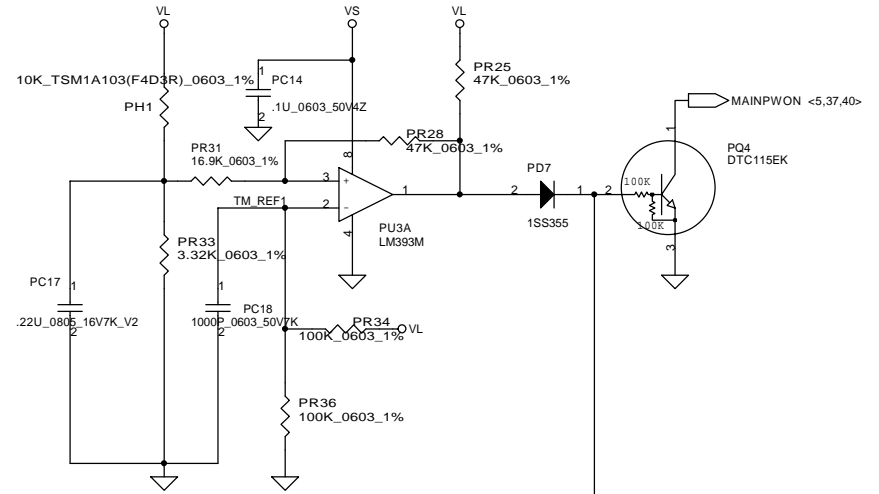 VL
VS
VL
10K_TSM1A103(F4D3R)_0603_1%
PH1
1
PC14
.1U_0603_50V4Z
2
PR25
47K_0603_1%
MAINPWON <5,37,40>
PR31
16.9K_0603_1%
PR28
47K_0603_1%
8
3
+
1
2
-
4
TM_REF1
PU3A
LM393M
PD7
2
1
1SS355
1
2
3
100K
100K
PQ4
DTC115EK
PR33
3.32K_0603_1%
PC17
1
.22U_0805_16V7K_V2
2
1
PC18
1000P_0603_50V7K
2
PR34
100K_0603_1%
VL
PR36
100K_0603_1%